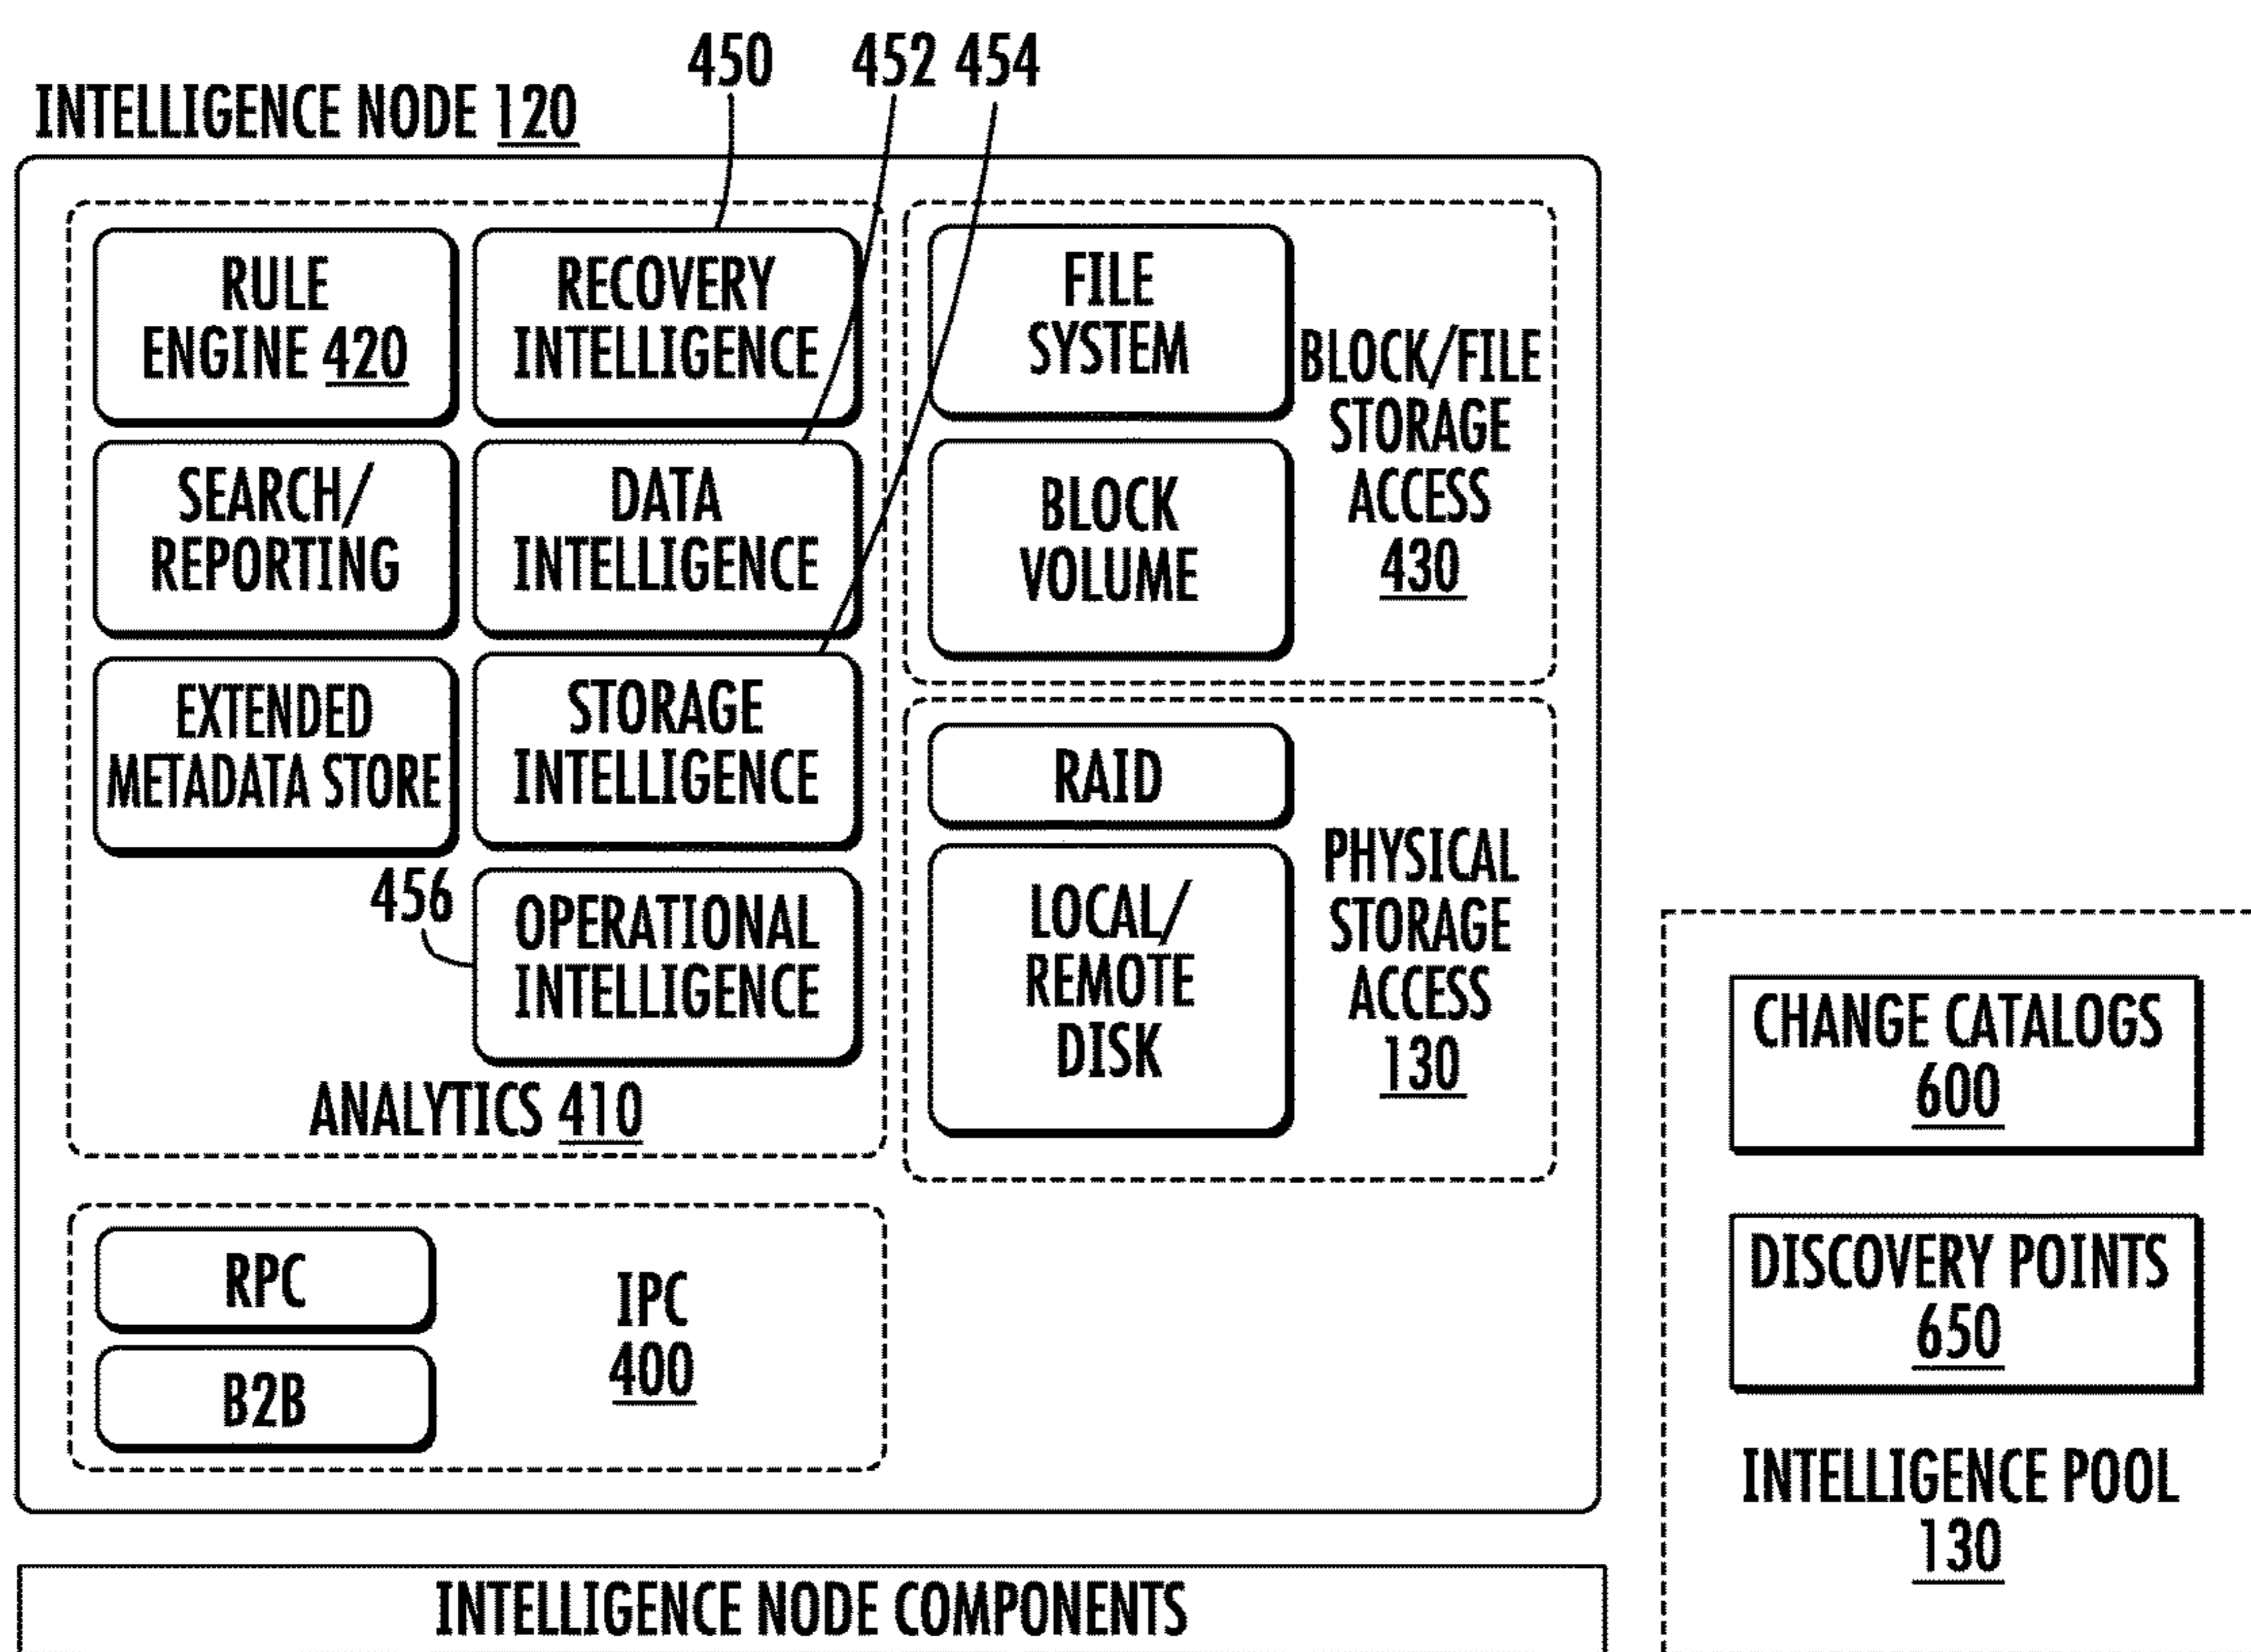 450
452
454
INTELLIGENCE NODE 120
RULE
ENGINE 420
RECOVERY
INTELLIGENCE
SEARCH/
REPORTING
DATA
INTELLIGENCE
EXTENDED
METADATA STORE
STORAGE
INTELLIGENCE
456
OPERATIONAL
INTELLIGENCE
ANALYTICS 410
FILE
SYSTEM
BLOCK
VOLUME
BLOCK/FILE
STORAGE
ACCESS
430
RAID
LOCAL/
REMOTE
DISK
PHYSICAL
STORAGE
ACCESS
130
RPC
B2B
IPC
400
CHANGE CATALOGS
600
DISCOVERY POINTS
650
INTELLIGENCE POOL
130
INTELLIGENCE NODE COMPONENTS